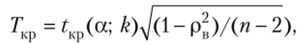 Tкр = tкр(α; k)√(1−ρв²)/(n − 2),